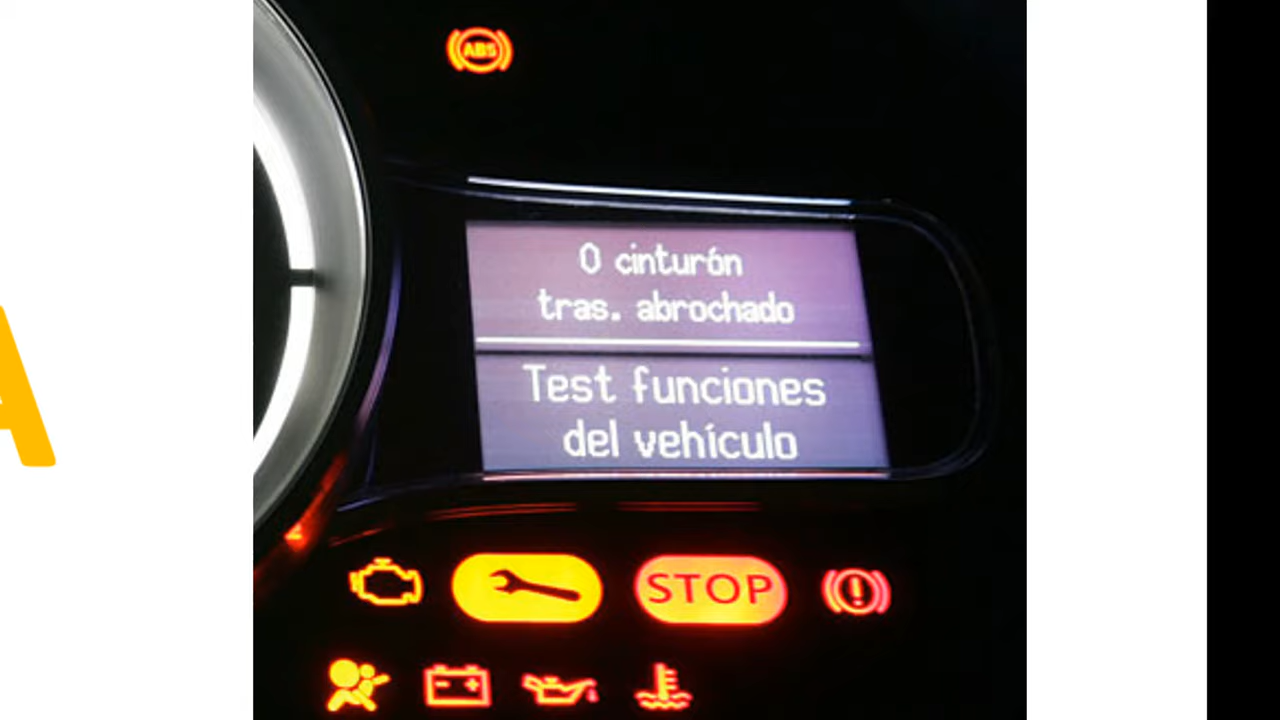 ABS
0 cinturón
tras. abrochado
Test funciones
del vehículo
STOP
A